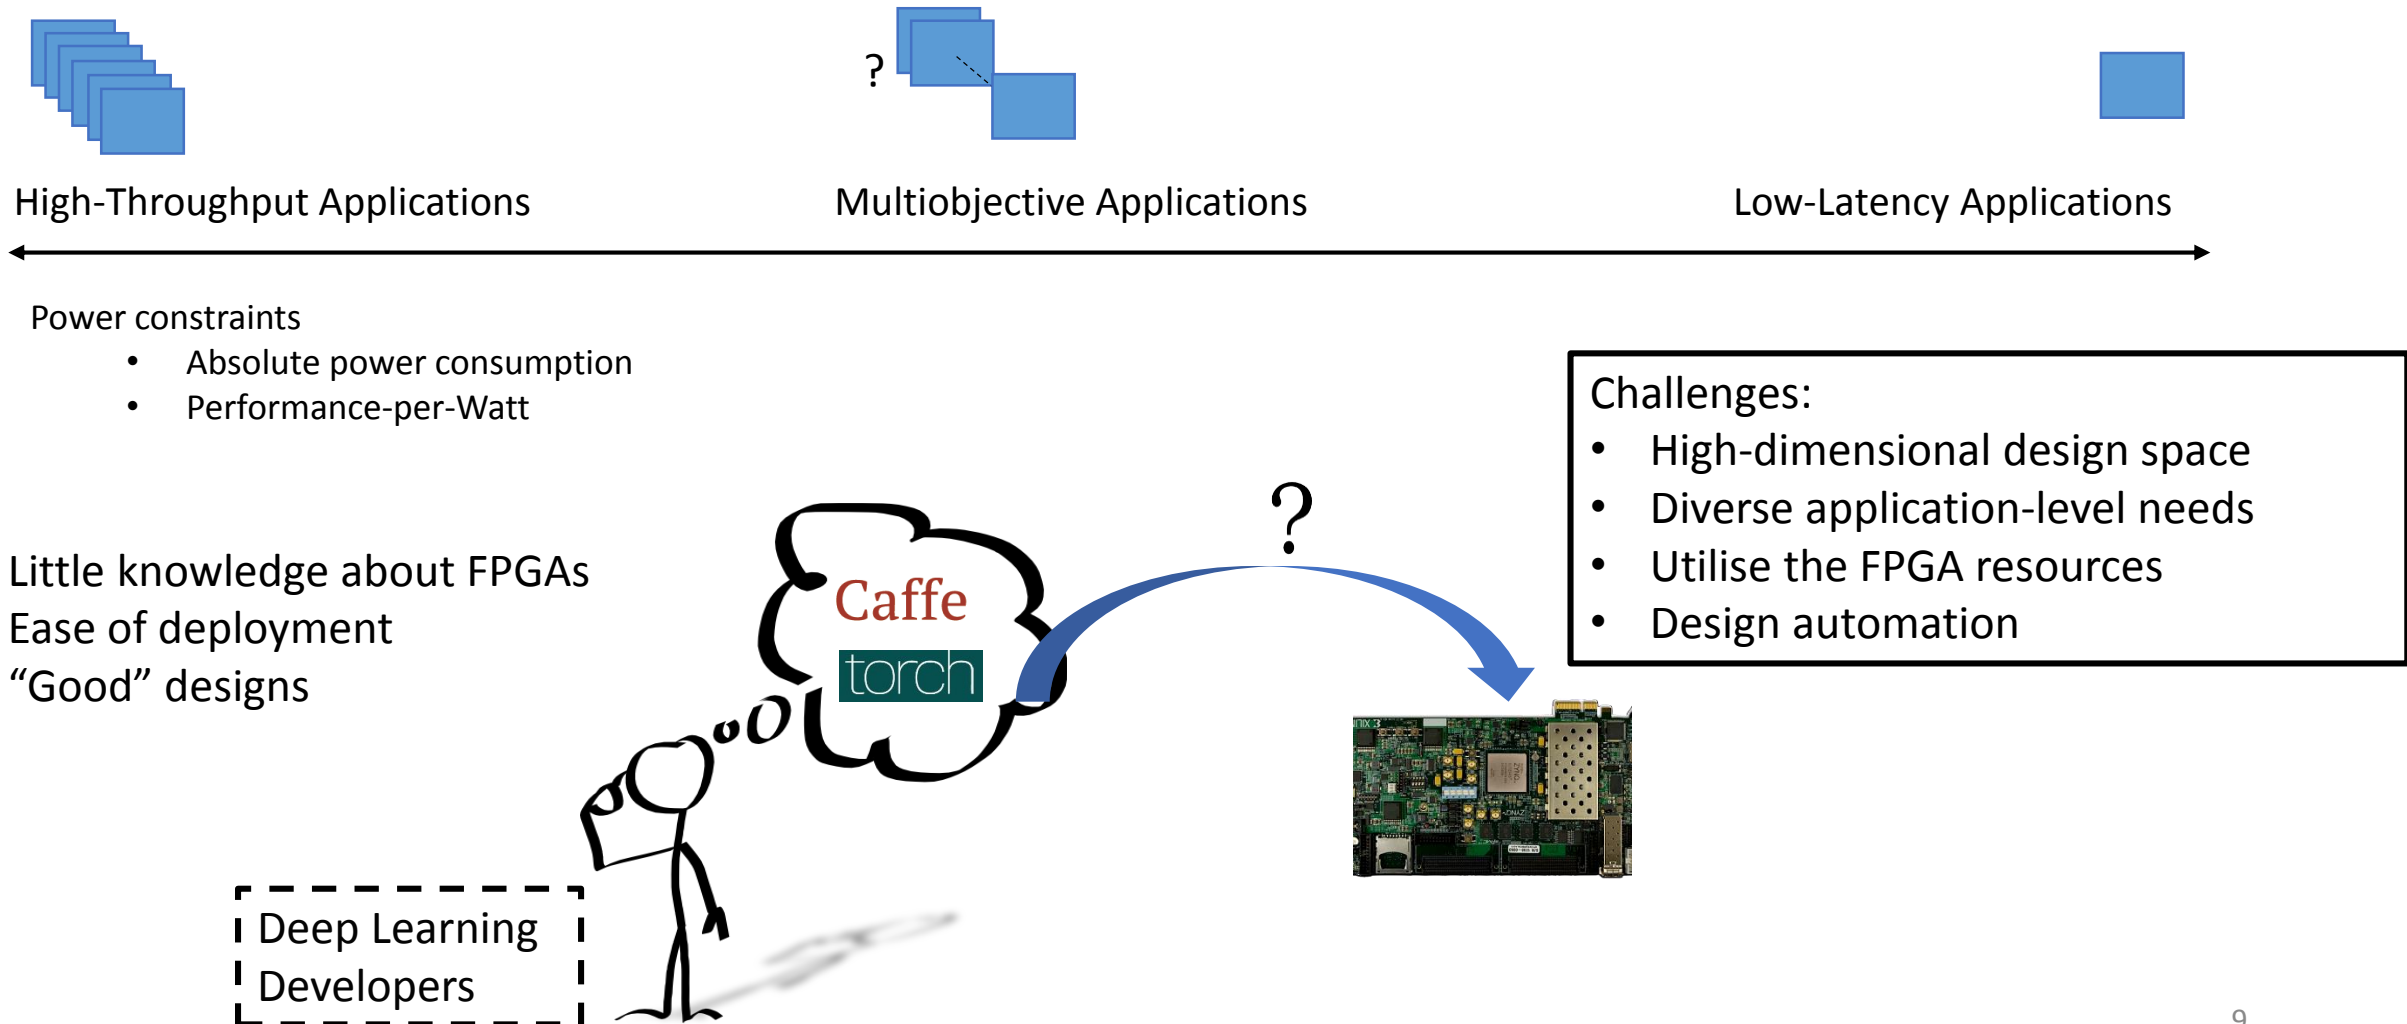 ?
High-Throughput Applications
Multiobjective Applications
Low-Latency Applications
Power constraints
• Absolute power consumption
• Performance-per-Watt
Challenges:
• High-dimensional design space
• Diverse application-level needs
• Utilise the FPGA resources
• Design automation
?
Little knowledge about FPGAs
Ease of deployment
“Good” designs
Caffe
torch
Deep Learning
Developers
9